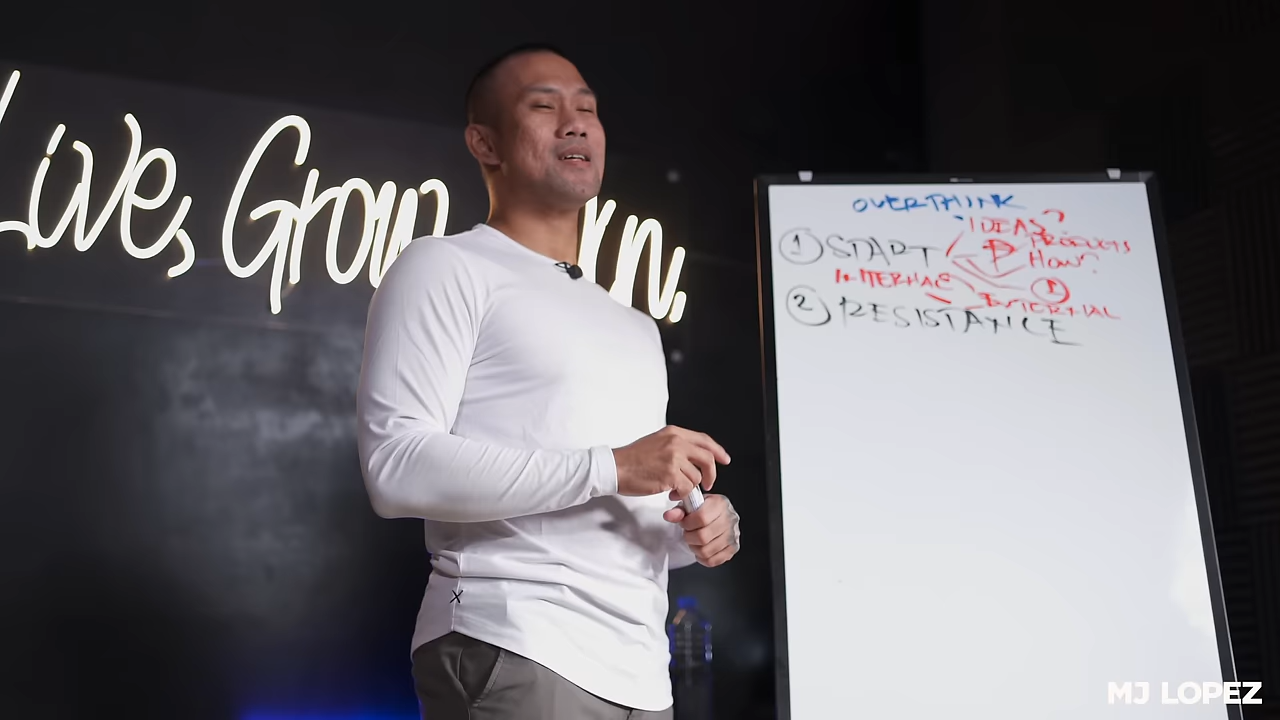 Live, Grow
OVERTHINK
IDEAS?
① START
PRODUCTS
How?
INTERNAL
EXTERNAL
② RESISTANCE
MJ LOPEZ